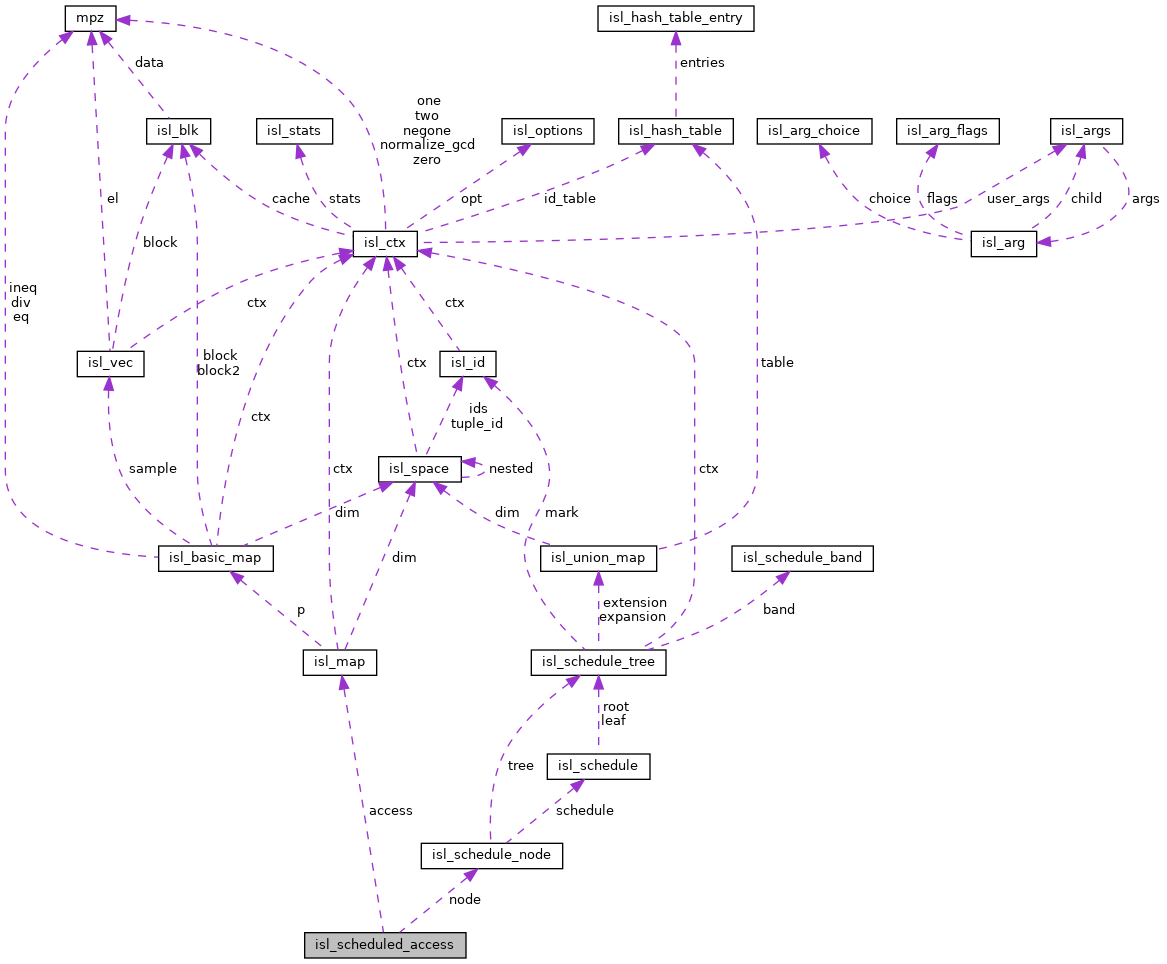 mpz
isl_hash_table_entry
data
entries
one
two
negone
normalize_gcd
zero
isl_blk
isl_stats
isl_options
isl_hash_table
isl_arg_choice
isl_arg_flags
isl_args
el
cache
stats
opt
id_table
choice
flags
user_args
child
args
block
isl_ctx
isl_arg
ineq
div
eq
ctx
ctx
isl_vec
block
block2
ctx
isl_id
table
ctx
ids
tuple_id
sample
ctx
isl_space
nested
ctx
dim
dim
mark
isl_basic_map
dim
isl_union_map
isl_schedule_band
p
extension
expansion
band
isl_map
isl_schedule_tree
root
leaf
tree
isl_schedule
access
schedule
isl_schedule_node
node
isl_scheduled_access